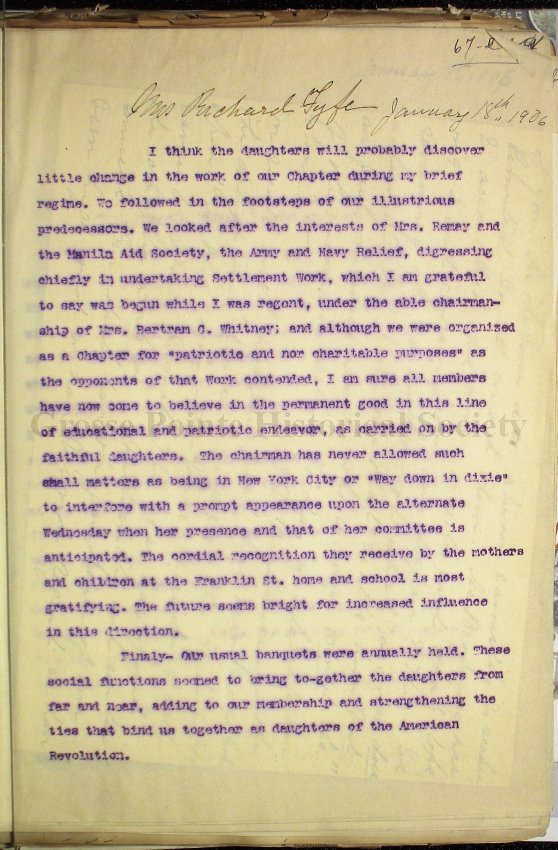 67-
Mrs Richard Fyfe January 18th 1906
I think the daughters will probably discover
little change in the work of our Chapter during my brief
regime. We followed in the footsteps of our illustrious
predecessors. We looked after the interests of Mrs. Remay and
the Manila Aid Society, the Army and Navy Relief, digressing
chiefly in undertaking Settlement Work, which I am grateful
to say was begun while I was regent, under the able chairman-
ship of Mrs. Bertram C. Whitney; and although we were organized
as a Chapter for "patriotic and nor charitable purposes" as
the opponents of that Work contended, I am sure all members
have now come to believe in the permanent good in this line
Grosse Pointe Historical Society
of educational and patriotic endeavor, as carried on by the
faithful daughters. The chairman has never allowed such
small matters as being in New York City or "Way down in dixie"
to interfere with a prompt appearance upon the alternate
Wednesday when her presence and that of her committee is
anticipated. The cordial recognition they receive by the mothers
and children at the Franklin St. home and school is most
gratifying. The future seems bright for increased influence
in this direction.
Finaly- Our usual banquets were annually held. These
social functions seemed to bring to-gether the daughters from
far and near, adding to our membership and strengthening the
ties that bind us together as daughters of the American
Revolution.